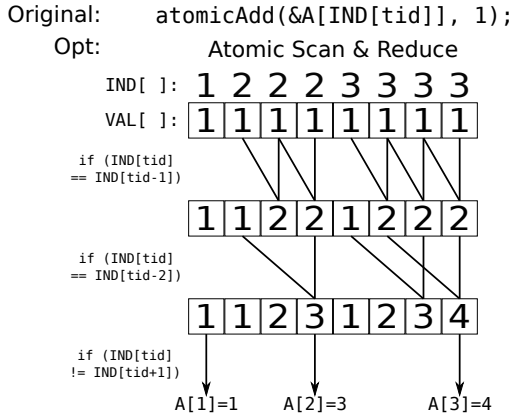 Original: atomicAdd(&A[IND[tid]], 1);
Opt: Atomic Scan & Reduce
IND[ ]: 1 2 2 2 3 3 3 3
VAL[ ]: 1 1 1 1 1 1 1 1
if (IND[tid]
== IND[tid-1])
1 1 2 2 1 2 2 2
if (IND[tid]
== IND[tid-2])
1 1 2 3 1 2 3 4
if (IND[tid]
!= IND[tid+1])
A[1]=1 A[2]=3 A[3]=4